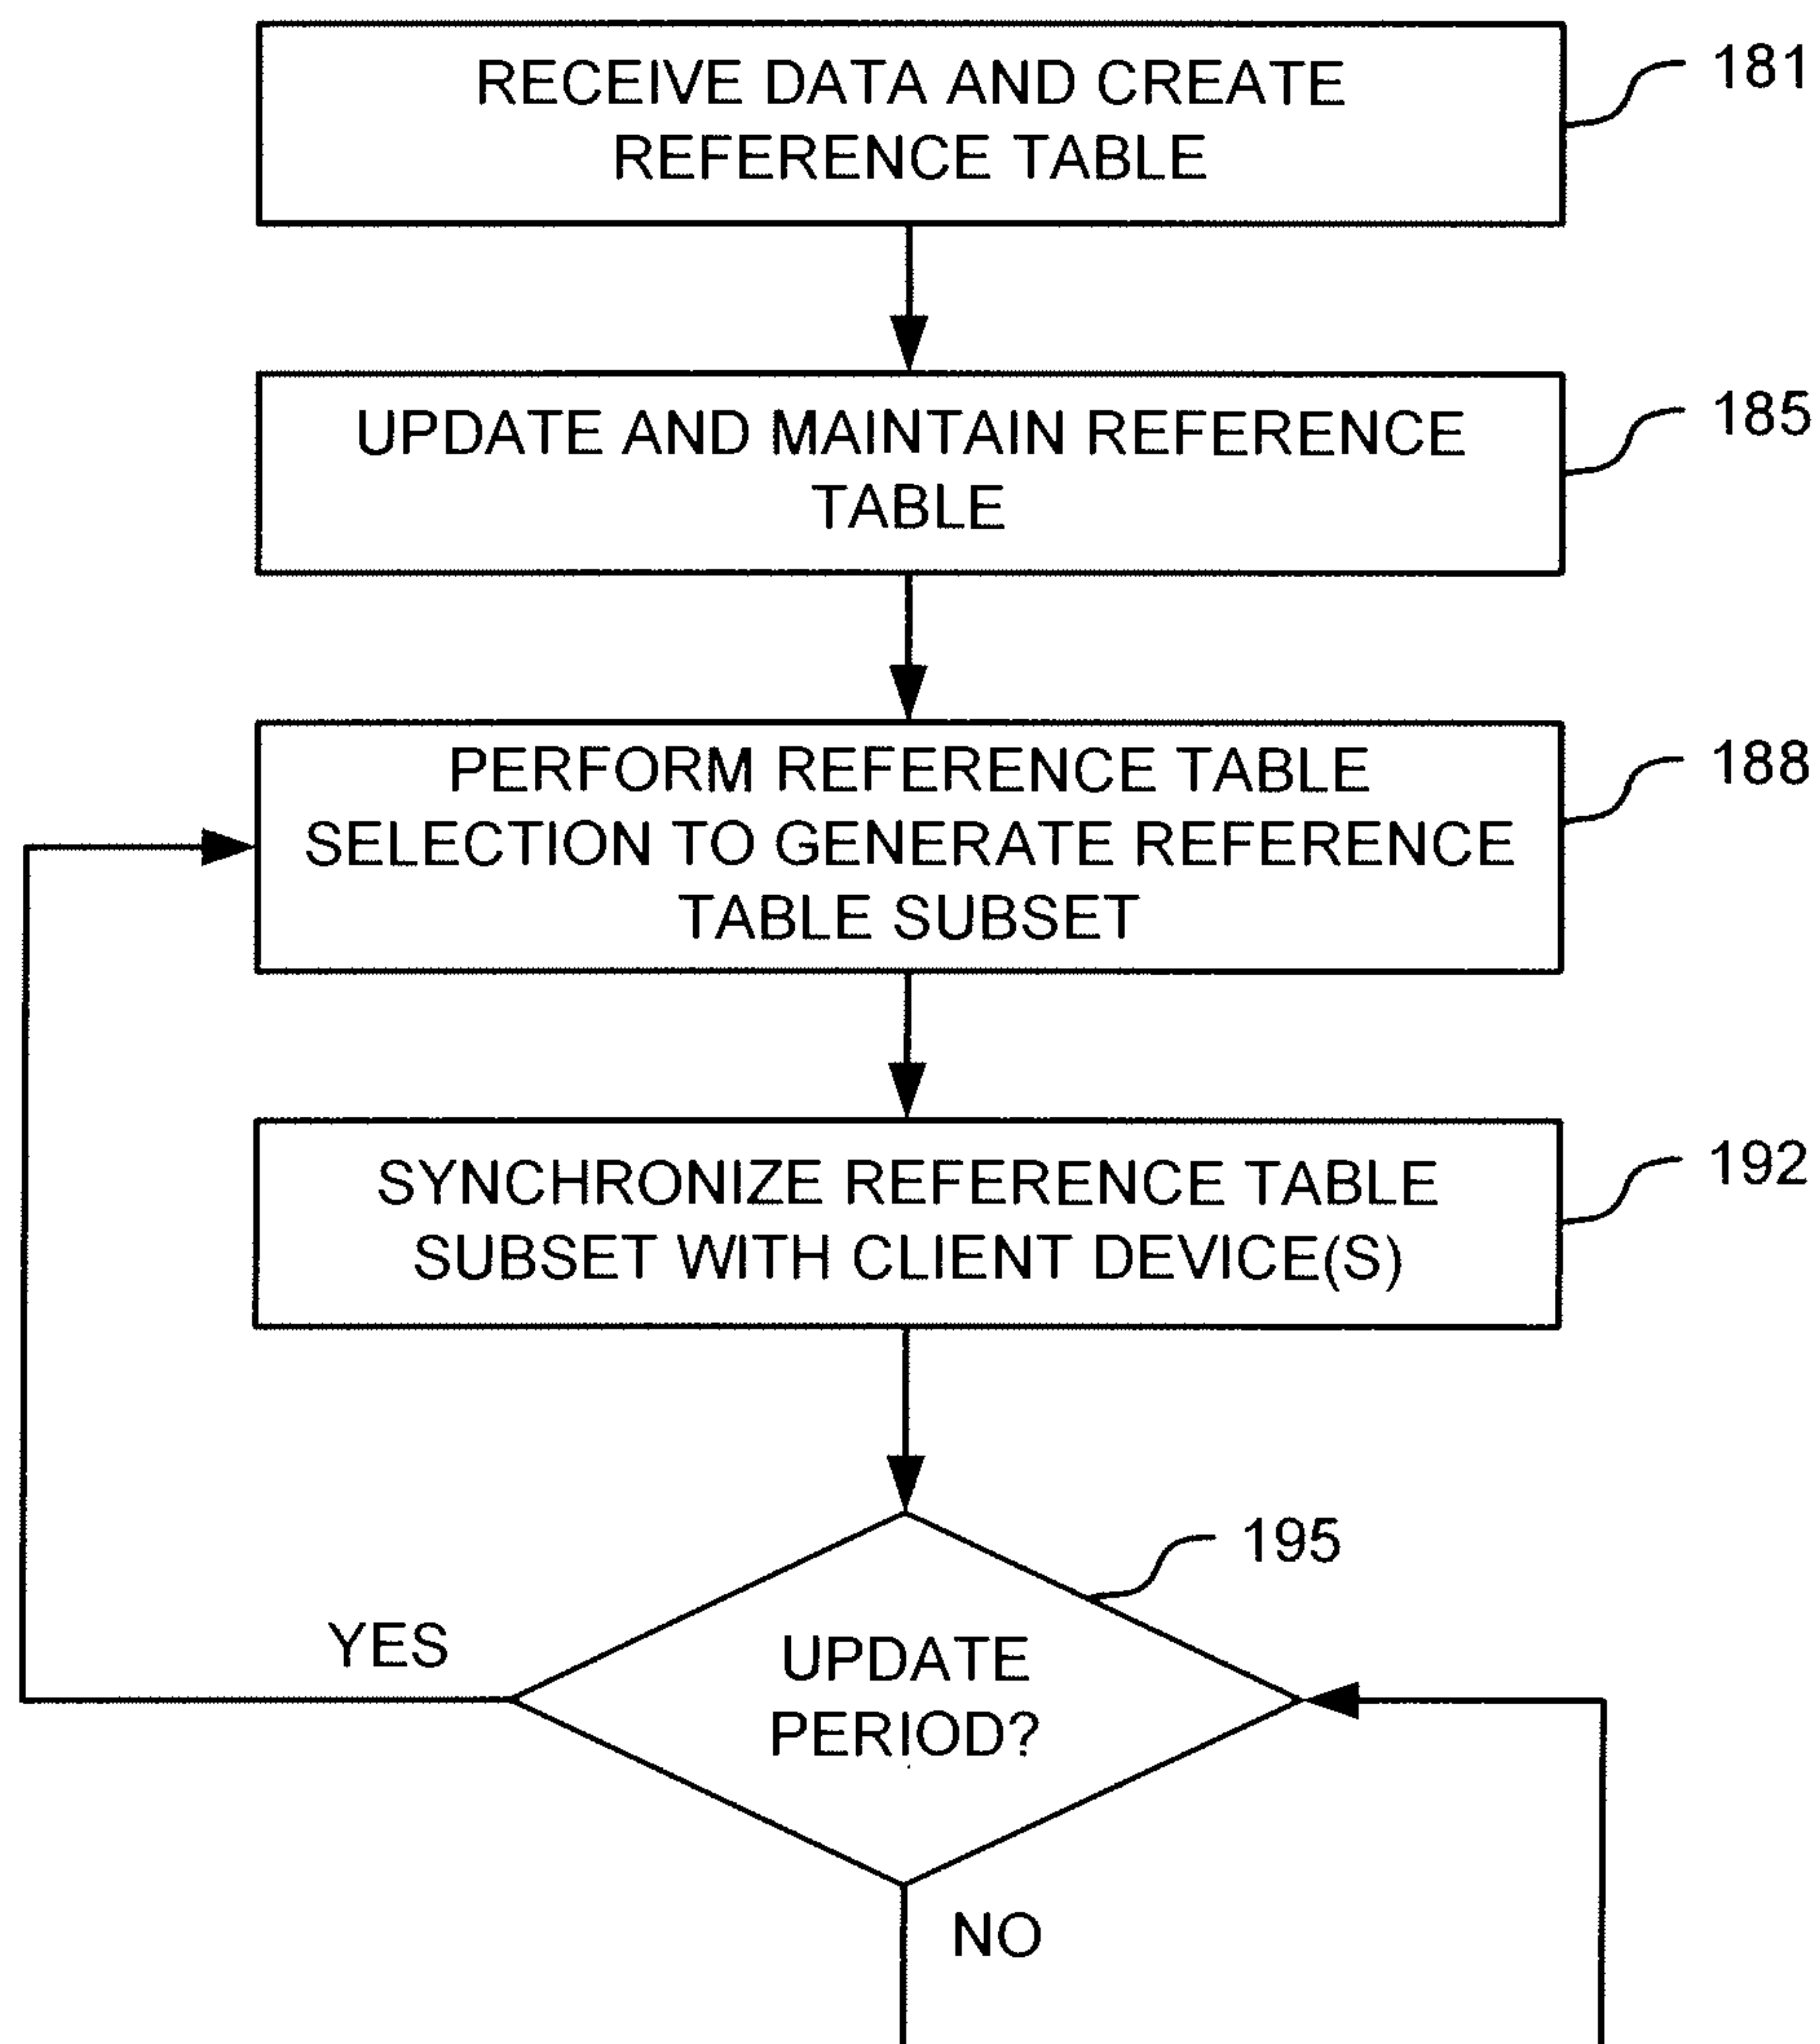 RECEIVE DATA AND CREATE
REFERENCE TABLE
181
UPDATE AND MAINTAIN REFERENCE
TABLE
185
PERFORM REFERENCE TABLE
SELECTION TO GENERATE REFERENCE
TABLE SUBSET
188
SYNCHRONIZE REFERENCE TABLE
SUBSET WITH CLIENT DEVICE(S)
192
195
YES
UPDATE
PERIOD?
NO